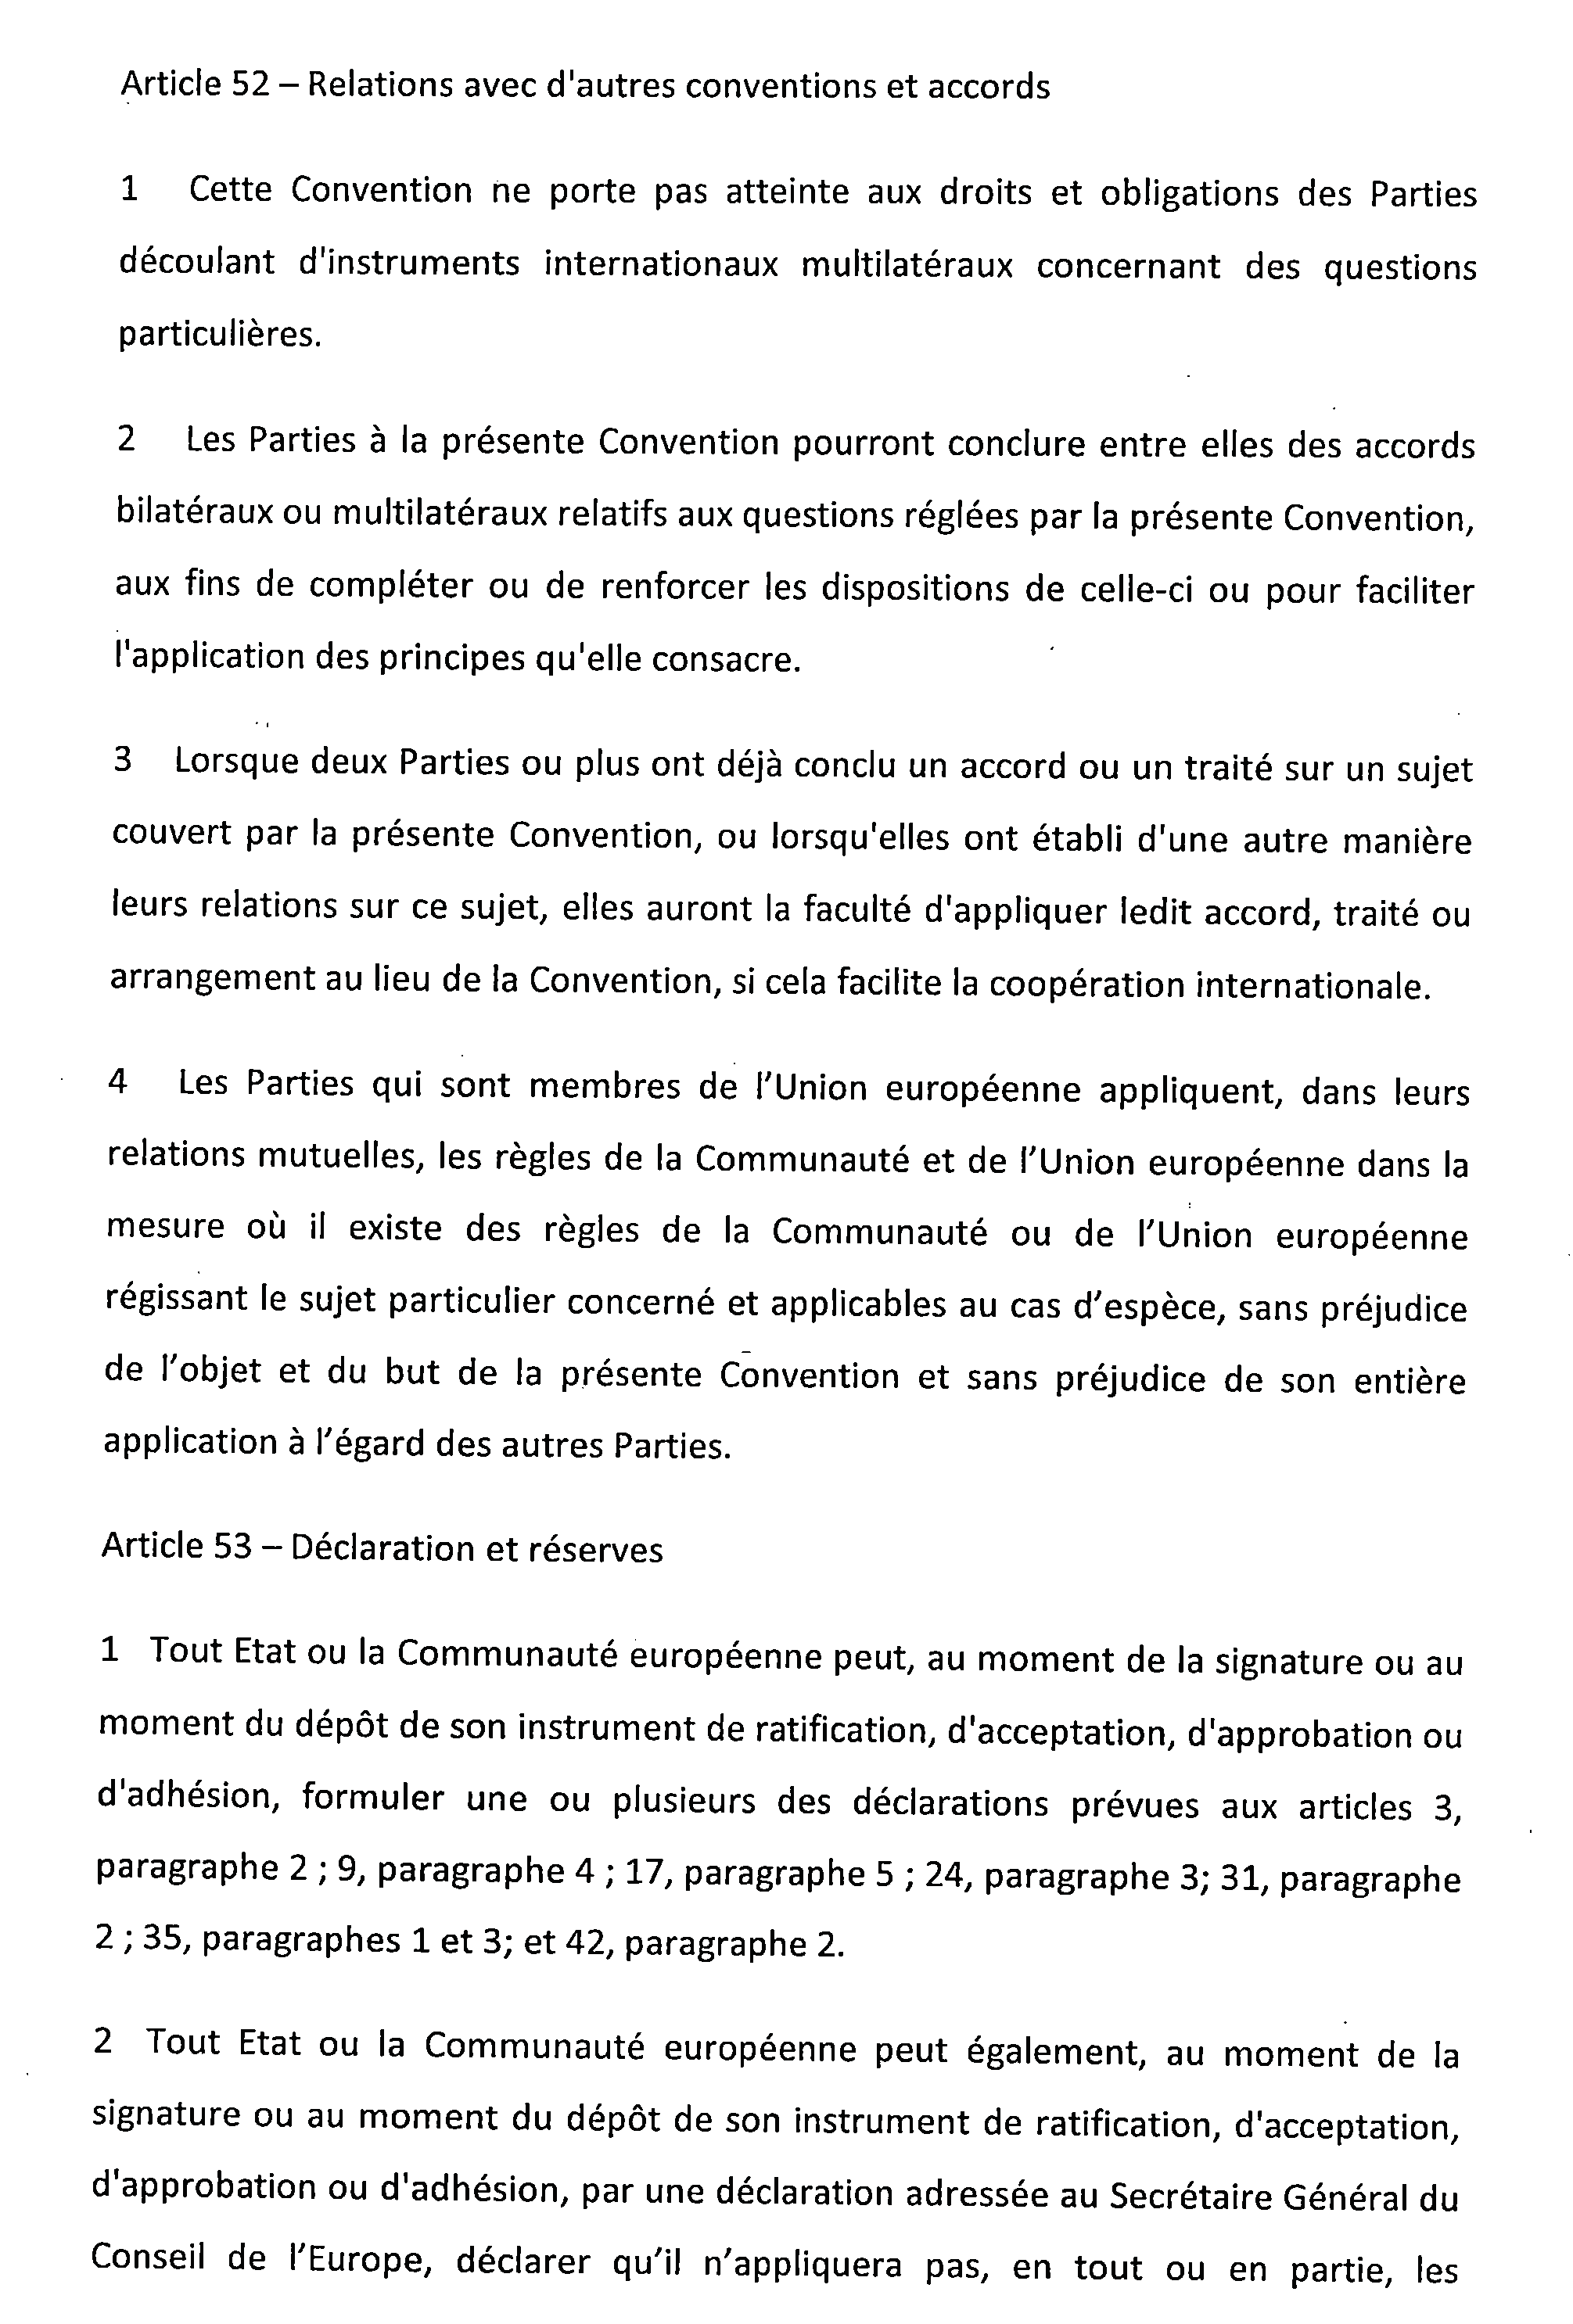 Article 52 – Relations avec d'autres conventions et accords
1 Cette Convention ne porte pas atteinte aux droits et obligations des Parties
découlant d'instruments internationaux multilatéraux concernant des questions
particulières.
2 Les Parties à la présente Convention pourront conclure entre elles des accords
bilatéraux ou multilatéraux relatifs aux questions réglées par la présente Convention,
aux fins de compléter ou de renforcer les dispositions de celle-ci ou pour faciliter
l'application des principes qu'elle consacre.
3 Lorsque deux Parties ou plus ont déjà conclu un accord ou un traité sur un sujet
couvert par la présente Convention, ou lorsqu'elles ont établi d'une autre manière
leurs relations sur ce sujet, elles auront la faculté d'appliquer ledit accord, traité ou
arrangement au lieu de la Convention, si cela facilite la coopération internationale.
4 Les Parties qui sont membres de l’Union européenne appliquent, dans leurs
relations mutuelles, les règles de la Communauté et de l’Union européenne dans la
mesure où il existe des règles de la Communauté ou de l’Union européenne
régissant le sujet particulier concerné et applicables au cas d’espèce, sans préjudice
de l’objet et du but de la présente Convention et sans préjudice de son entière
application à l’égard des autres Parties.
Article 53 – Déclaration et réserves
1 Tout Etat ou la Communauté européenne peut, au moment de la signature ou au
moment du dépôt de son instrument de ratification, d'acceptation, d'approbation ou
d'adhésion, formuler une ou plusieurs des déclarations prévues aux articles 3,
paragraphe 2 ; 9, paragraphe 4 ; 17, paragraphe 5 ; 24, paragraphe 3; 31, paragraphe
2 ; 35, paragraphes 1 et 3; et 42, paragraphe 2.
2 Tout Etat ou la Communauté européenne peut également, au moment de la
signature ou au moment du dépôt de son instrument de ratification, d'acceptation,
d'approbation ou d'adhésion, par une déclaration adressée au Secrétaire Général du
Conseil de l’Europe, déclarer qu’il n’appliquera pas, en tout ou en partie, les